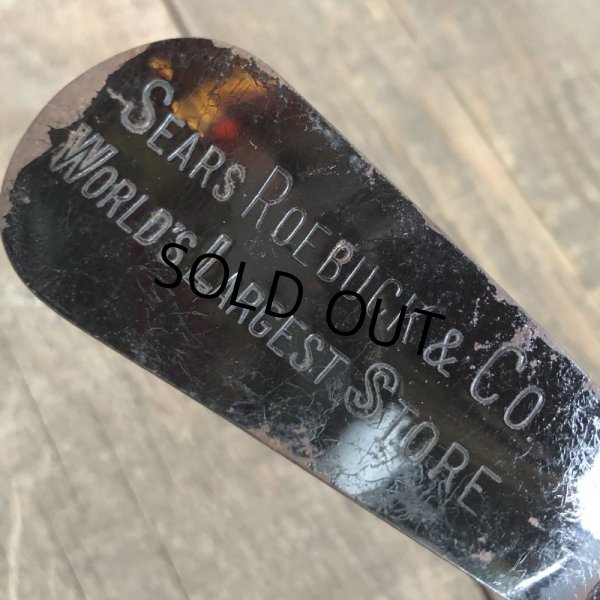 SEARS ROEBUCK & CO.
WORLD'S LARGEST STORE
SOLD OUT